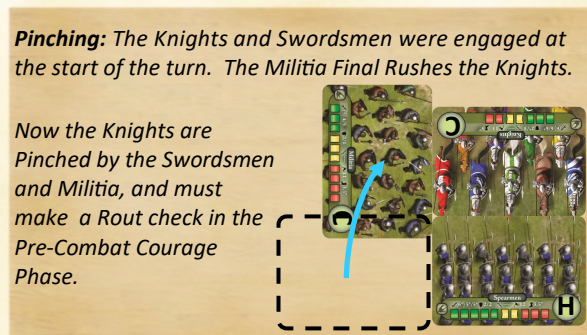 Pinching: The Knights and Swordsmen were engaged at
the start of the turn.  The Militia Final Rushes the Knights.
Now the Knights are
Pinched by the Swordsmen
and Militia, and must
make  a Rout check in the
Pre-Combat Courage
Phase.
Militia
C
Knights
C
Spearmen
H